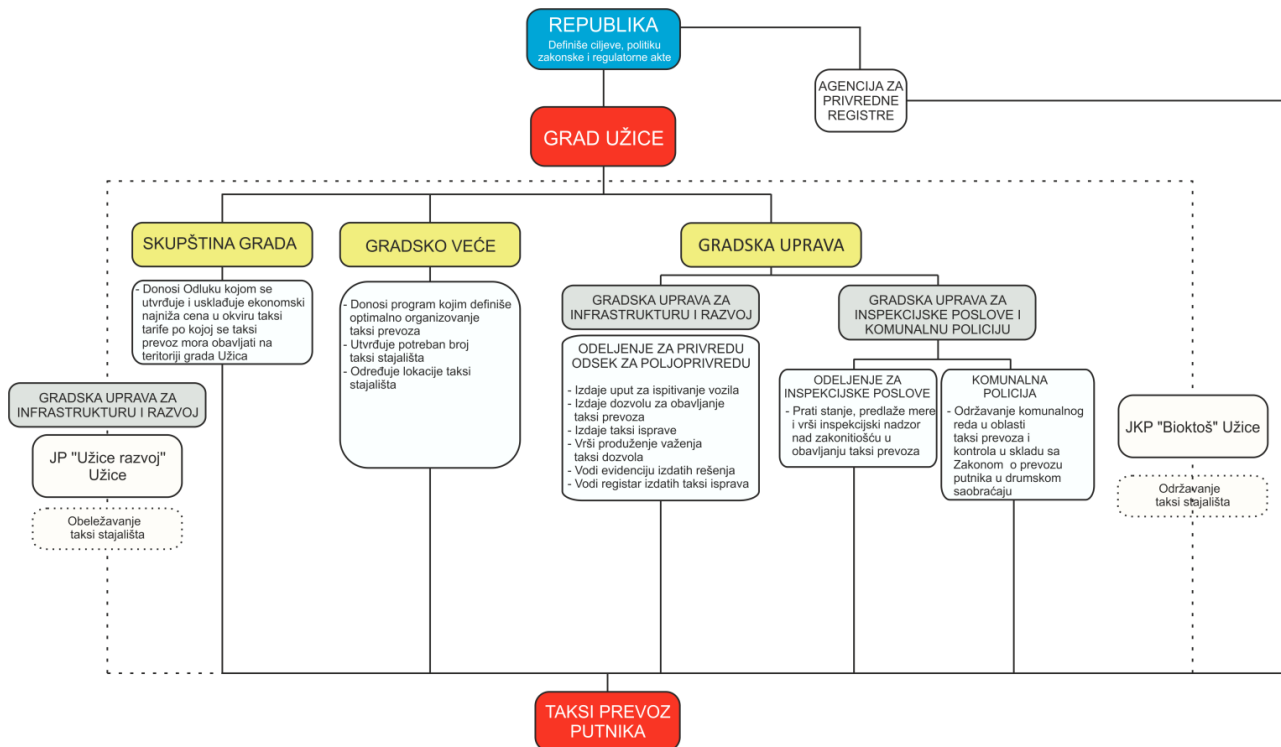 REPUBLIKA
Definiše ciljeve, politiku
zakonske i regulatorne akte
AGENCIJA ZA
PRIVREDNE
REGISTRE
GRAD UŽICE
SKUPŠTINA GRADA
- Donosi Odluku kojom se
utvrđuje i usklađuje ekonomski
najniža cena u okviru taksi
tarife po kojoj se taksi
prevoz mora obavljati na
teritoriji grada Užica
GRADSKO VEĆE
- Donosi program kojim definiše
optimalno organizovanje
taksi prevoza
- Utvrđuje potreban broj
taksi stajališta
- Određuje lokacije taksi
stajališta
GRADSKA UPRAVA
GRADSKA UPRAVA ZA
INFRASTRUKTURU I RAZVOJ
ODELJENJE ZA PRIVREDU
ODSEK ZA POLJOPRIVREDU
- Izdaje uput za ispitivanje vozila
- Izdaje dozvolu za obavljanje
taksi prevoza
- Izdaje taksi isprave
- Vrši produženje važenja
taksi dozvola
- Vodi evidenciju izdatih rešenja
- Vodi registar izdatih taksi isprava
GRADSKA UPRAVA ZA
INSPEKCIJSKE POSLOVE I
KOMUNALNU POLICIJU
ODELJENJE ZA
INSPEKCIJSKE POSLOVE
- Prati stanje, predlaže mere
i vrši inspekcijski nadzor
nad zakonitiošću u
obavljanju taksi prevoza
KOMUNALNA
POLICIJA
- Održavanje komunalnog
reda u oblasti
taksi prevoza i
kontrola u skladu sa
Zakonom o prevozu
putnika u drumskom
saobraćaju
GRADSKA UPRAVA ZA
INFRASTRUKTURU I RAZVOJ
JP "Užice razvoj"
Užice
Obeležavanje
taksi stajališta
JKP "Bioktoš" Užice
Održavanje
taksi stajališta
TAKSI PREVOZ
PUTNIKA